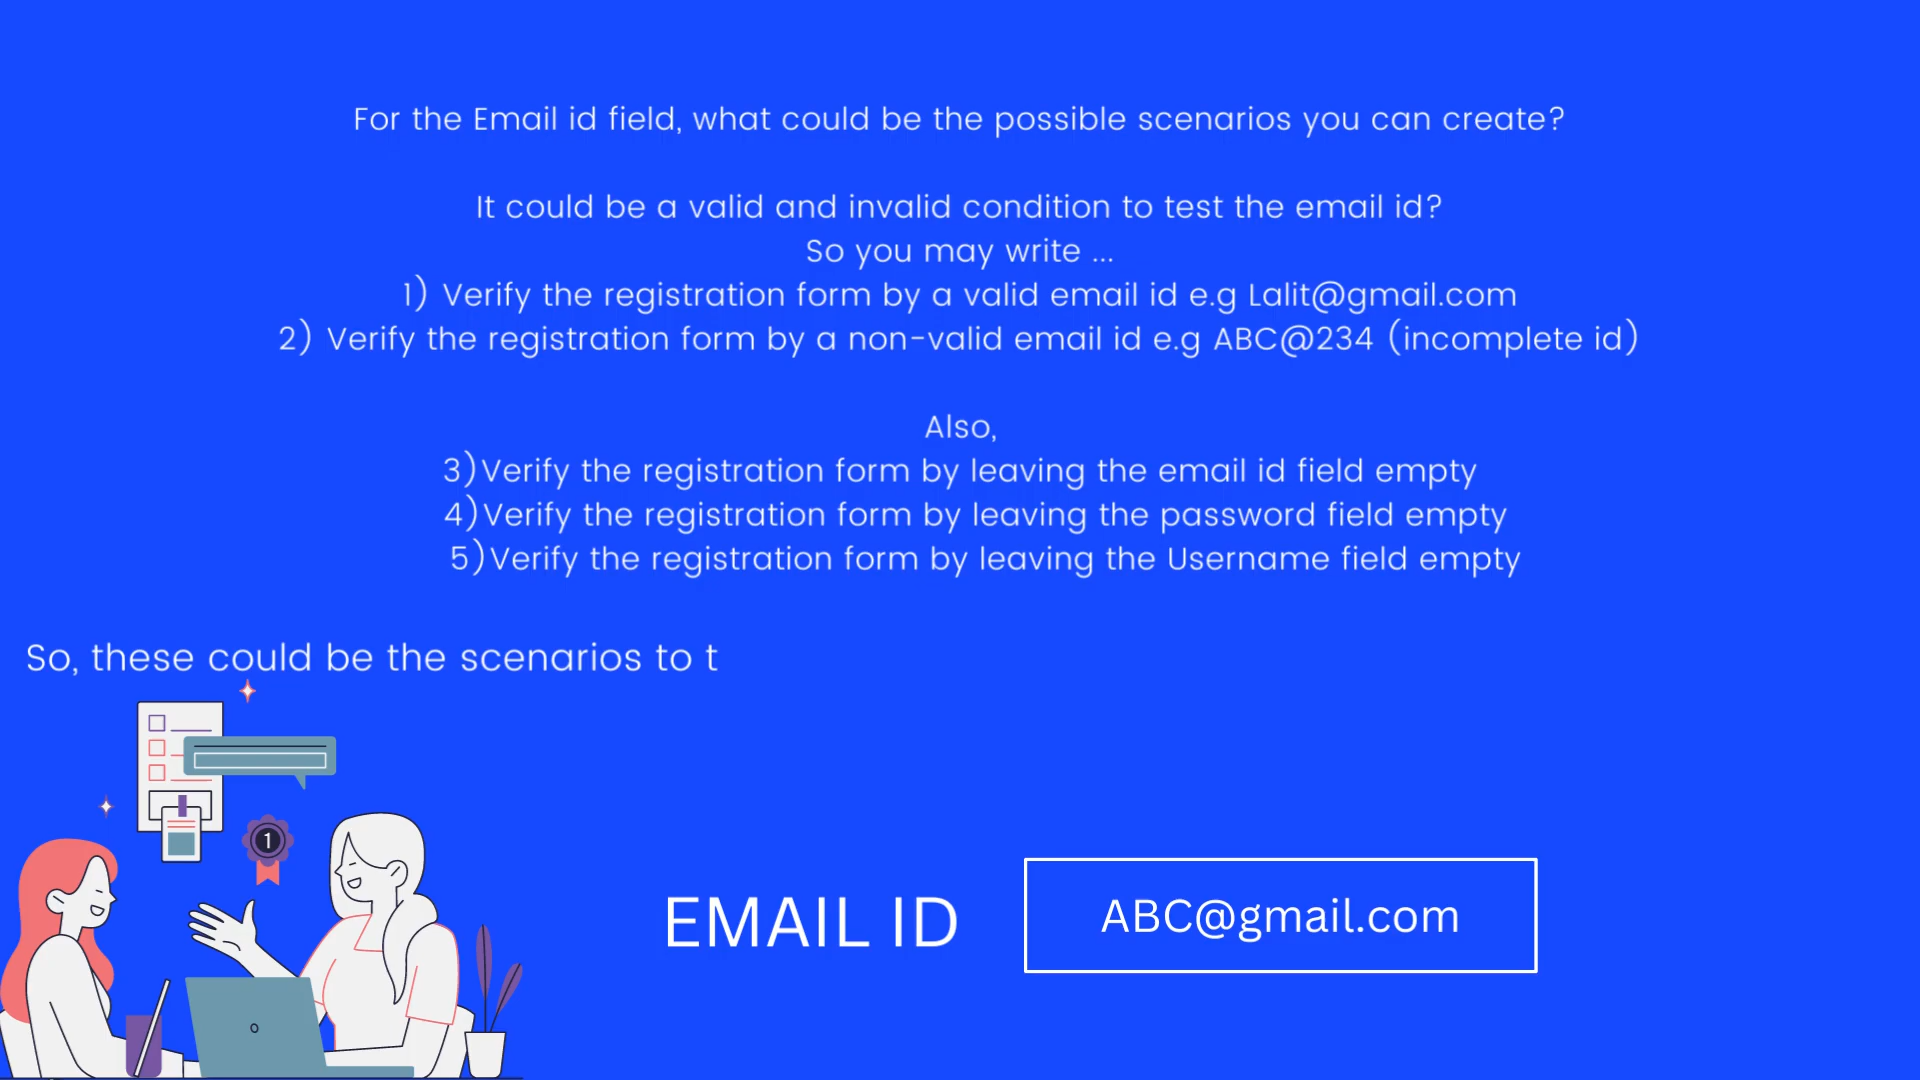 For the Email id field, what could be the possible scenarios you can create?
It could be a valid and invalid condition to test the email id?
So you may write ...
1) Verify the registration form by a valid email id e.g Lalit@gmail.com
2) Verify the registration form by a non-valid email id e.g ABC@234 (incomplete id)
Also,
3)Verify the registration form by leaving the email id field empty
4)Verify the registration form by leaving the password field empty
5)Verify the registration form by leaving the Username field empty
So, these could be the scenarios to t
1
EMAIL ID
ABC@gmail.com